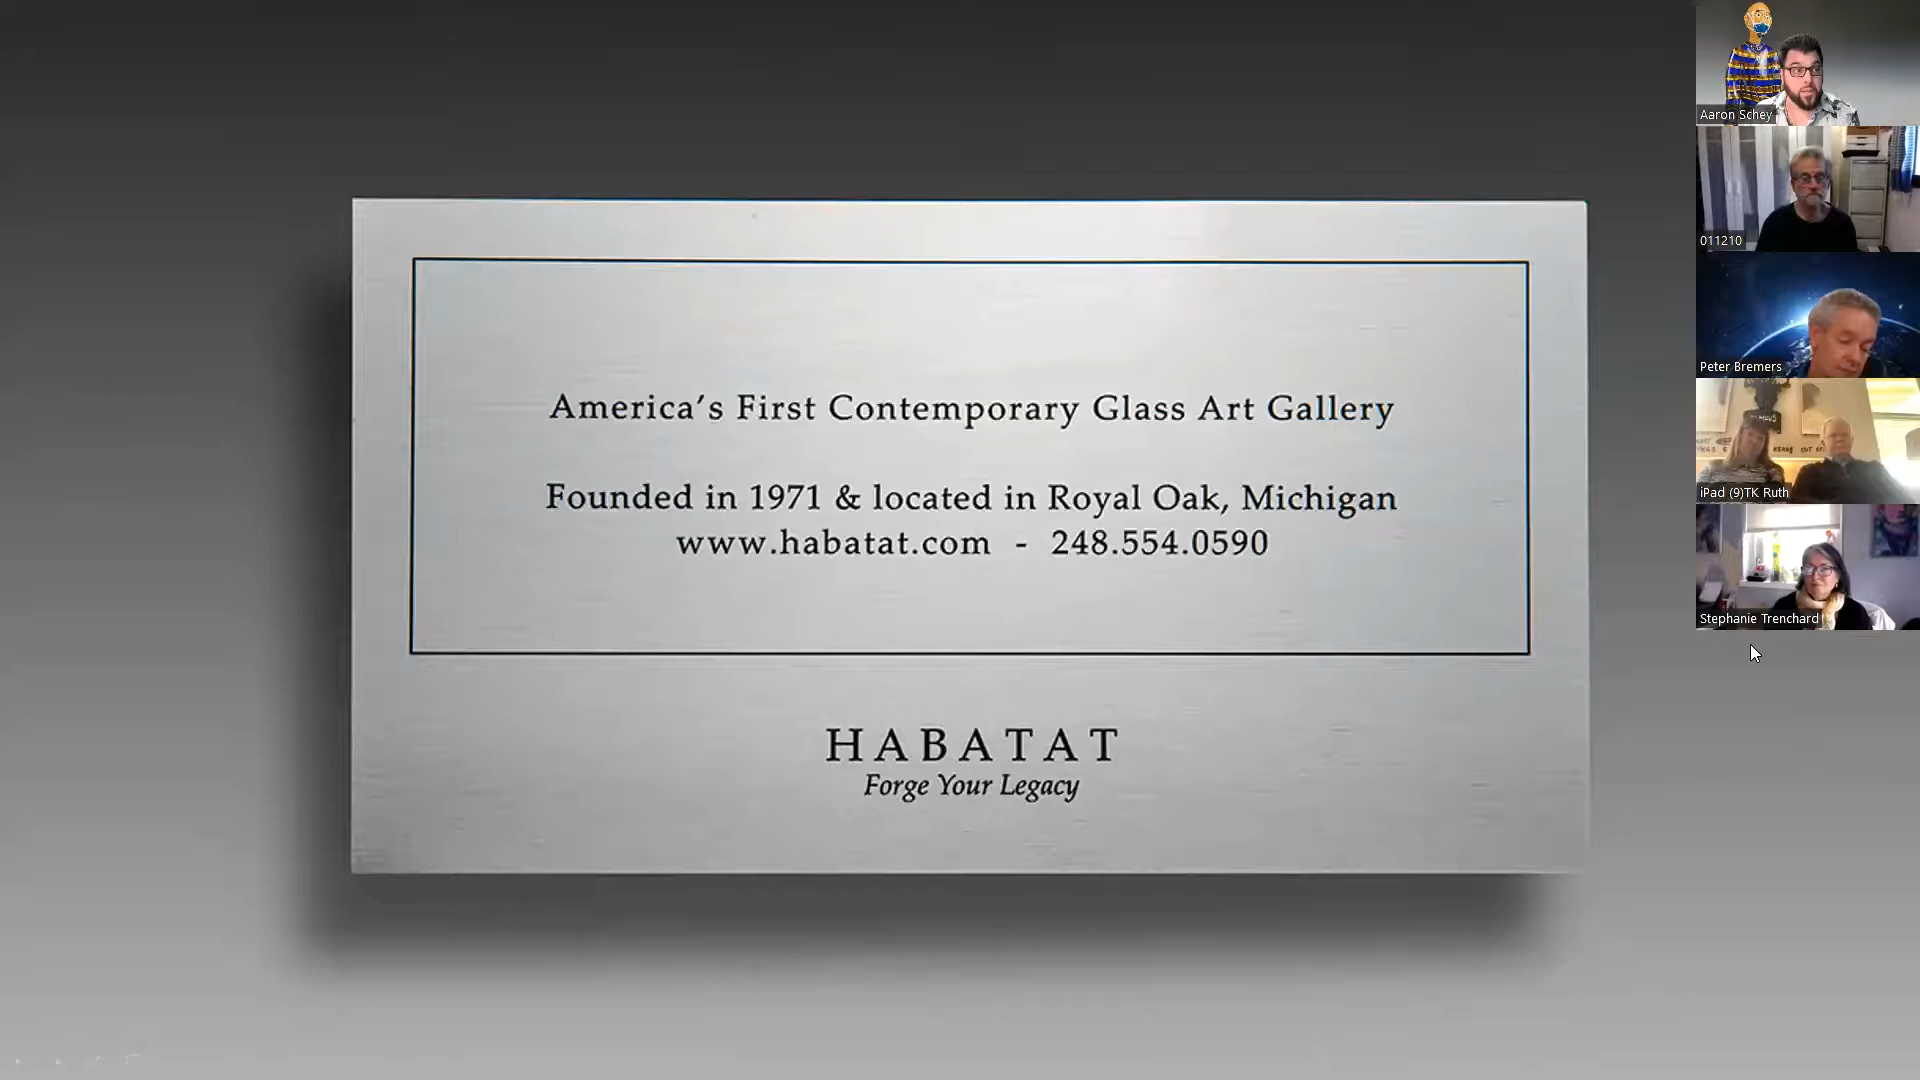 America's First Contemporary Glass Art Gallery
Founded in 1971 & located in Royal Oak, Michigan
www.habatat.com - 248.554.0590
HABATAT
Forge Your Legacy
Aaron Schey
011210
Peter Bremers
iPad (9)TK Ruth
Stephanie Trenchard